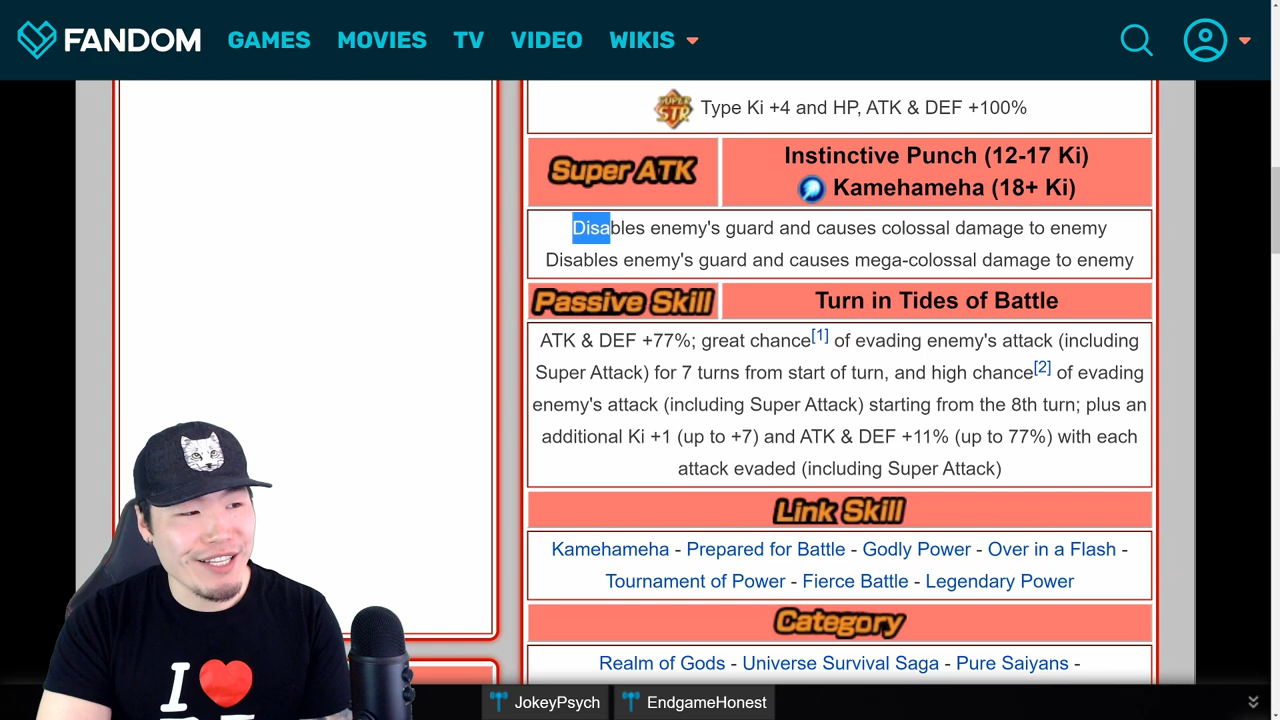 FANDOM GAMES MOVIES TV VIDEO WIKIS
SUPER STR Type Ki +4 and HP, ATK & DEF +100%
Super ATK
Instinctive Punch (12-17 Ki)
Kamehameha (18+ Ki)
Disables enemy's guard and causes colossal damage to enemy
Disables enemy's guard and causes mega-colossal damage to enemy
Passive Skill
Turn in Tides of Battle
ATK & DEF +77%; great chance[1] of evading enemy's attack (including
Super Attack) for 7 turns from start of turn, and high chance[2] of evading
enemy's attack (including Super Attack) starting from the 8th turn; plus an
additional Ki +1 (up to +7) and ATK & DEF +11% (up to 77%) with each
attack evaded (including Super Attack)
Link Skill
Kamehameha - Prepared for Battle - Godly Power - Over in a Flash -
Tournament of Power - Fierce Battle - Legendary Power
Category
Realm of Gods - Universe Survival Saga - Pure Saiyans -
I
JokeyPsych EndgameHonest